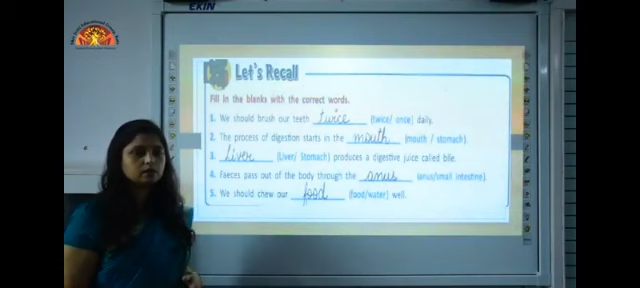 EKIN
Let's Recall
Fill in the blanks with the correct words.
1. We should brush our teeth twice (twice/ once) daily.
2. The process of digestion starts in the mouth (mouth / stomach).
3. Liver (Liver/ Stomach) produces a digestive juice called bile.
4. Faeces pass out of the body through the anus (anus/small intestine).
5. We should chew our food (food/water) well.